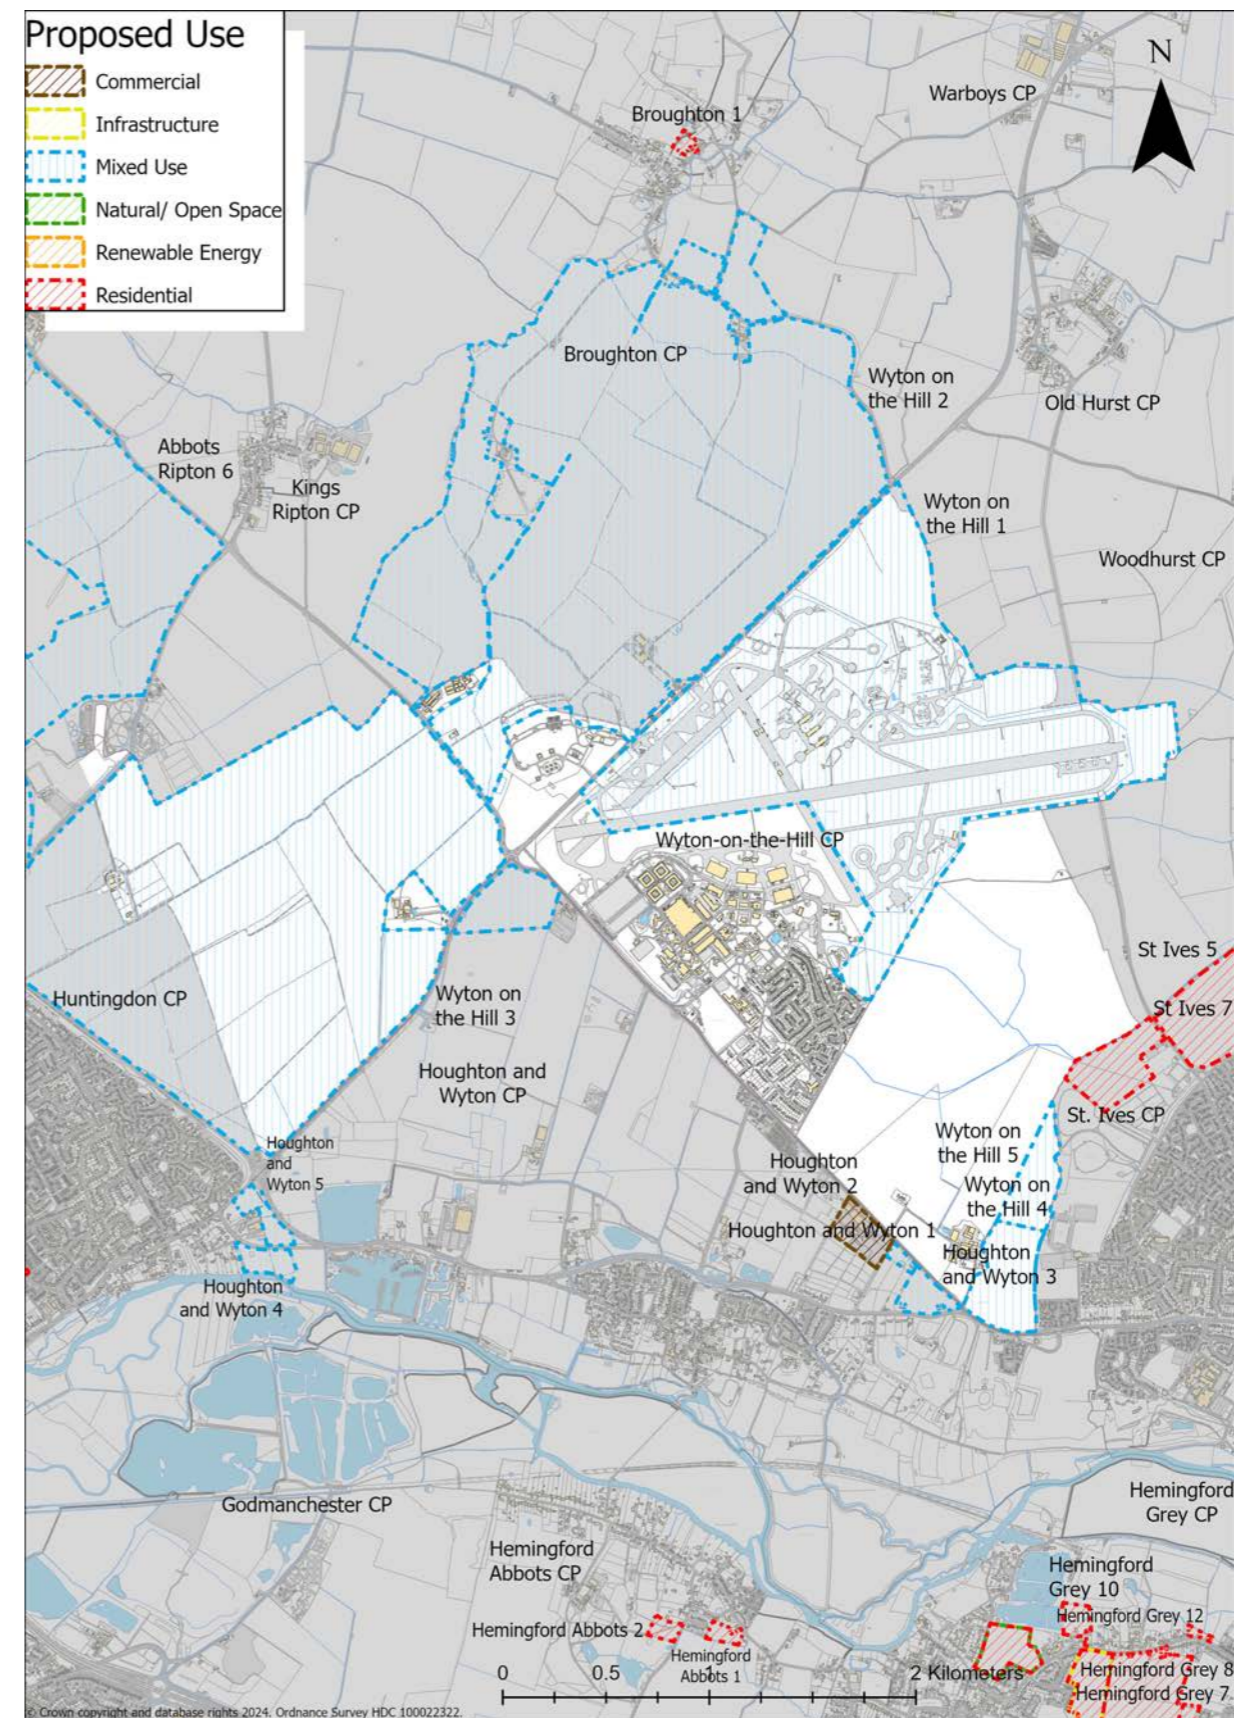 Proposed Use
Commercial
Infrastructure
Mixed Use
Natural/ Open Space
Renewable Energy
Residential
N
Warboys CP
Broughton 1
Broughton CP
Wyton on
the Hill 2
Old Hurst CP
Abbots
Ripton 6
Kings
Ripton CP
Wyton on
the Hill 1
Woodhurst CP
Wyton-on-the-Hill CP
St Ives 5
Huntingdon CP
Wyton on
the Hill 3
St Ives 7
Houghton and
Wyton CP
St. Ives CP
Houghton
and
Wyton 5
Wyton on
the Hill 5
Houghton
and Wyton 2
Wyton on
the Hill 4
Houghton and Wyton 1
Houghton
and Wyton 3
Houghton
and Wyton 4
Godmanchester CP
Hemingford
Grey CP
Hemingford
Abbots CP
Hemingford
Grey 10
Hemingford Grey 12
Hemingford Abbots 2
Hemingford
Abbots 1
Hemingford Grey 8
Hemingford Grey 7
0 0.5 1 2 Kilometers
© Crown copyright and database rights 2024. Ordnance Survey HDC 100022322.